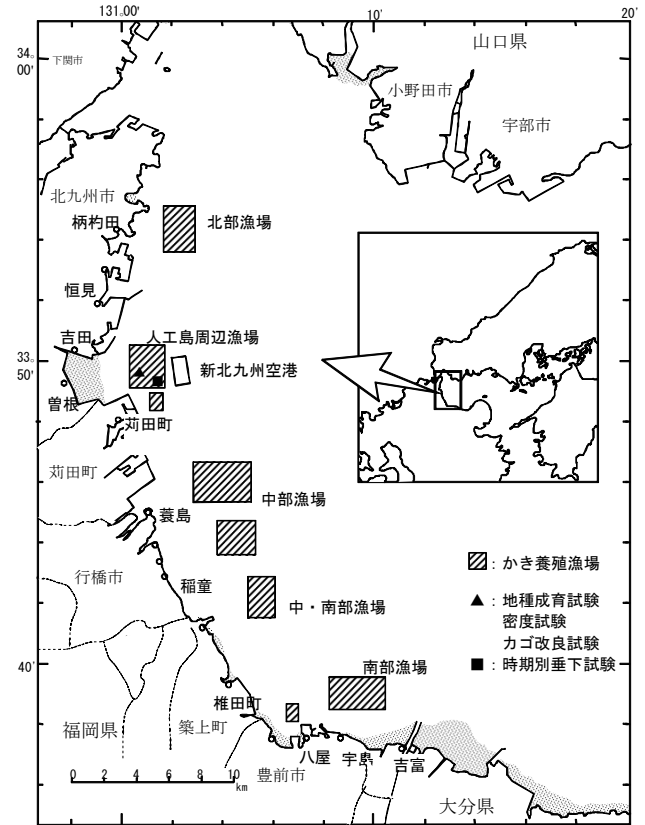 131.00'
10'
20'
34°
00'
下関市
山口県
小野田市
宇部市
北九州市
柄杓田
北部漁場
恒見
吉田
人工島周辺漁場
33°
50'
新北九州空港
曽根
苅田町
苅田町
中部漁場
蓑島
行橋市
稲童
中・南部漁場
: かき養殖漁場
: 地種成育試験
密度試験
カゴ改良試験
: 時期別垂下試験
40'
南部漁場
椎田町
福岡県
築上町
八屋
宇島
吉富
豊前市
大分県
0 2 4 6 8 10
km